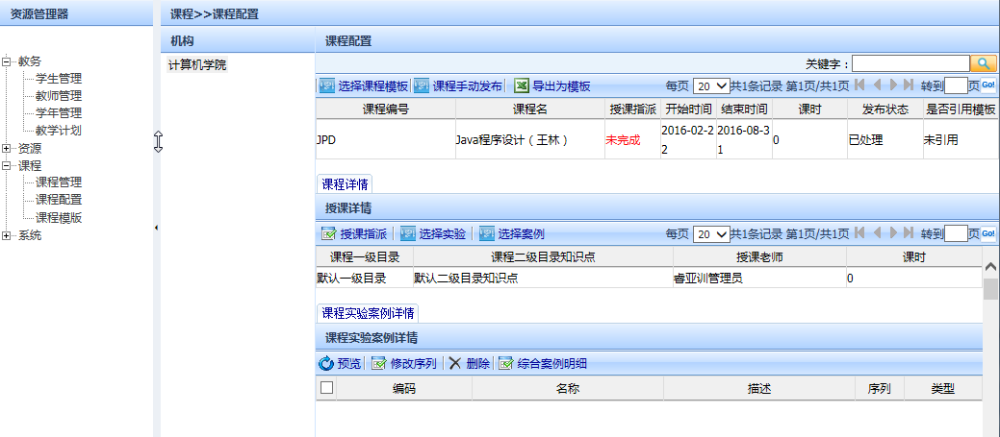 资源管理器
教务
学生管理
教师管理
学年管理
教学计划
资源
课程
课程管理
课程配置
课程模版
系统
课程>>课程配置
机构
计算机学院
课程配置
关键字：
选择课程模板 课程手动发布 导出为模板 每页 20 共1条记录 第1页/共1页 转到 页 Go!
课程编号 课程名 授课指派 开始时间 结束时间 课时 发布状态 是否引用模板
JPD Java程序设计（王林） 未完成 2016-02-22 2016-08-31 0 已处理 未引用
课程详情
授课详情
授课指派 选择实验 选择案例 每页 20 共1条记录 第1页/共1页 转到 页 Go!
课程一级目录 课程二级目录知识点 授课老师 课时
默认一级目录 默认二级目录知识点 睿亚训管理员 0
课程实验案例详情
课程实验案例详情
预览 修改序列 删除 综合案例明细
编码 名称 描述 序列 类型